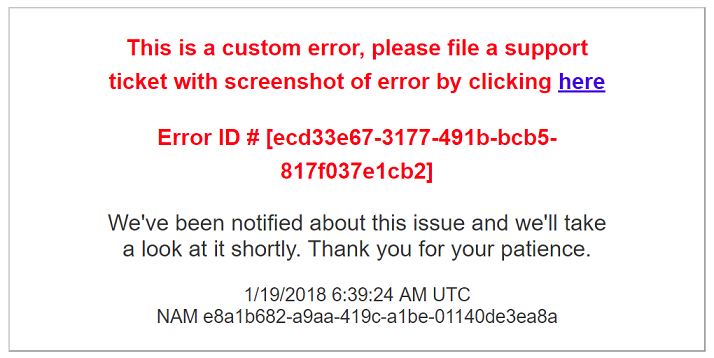 This is a custom error, please file a support
ticket with screenshot of error by clicking here
Error ID # [ecd33e67-3177-491b-bcb5-
817f037e1cb2]
We've been notified about this issue and we'll take
a look at it shortly. Thank you for your patience.
1/19/2018 6:39:24 AM UTC
NAM e8a1b682-a9aa-419c-a1be-01140de3ea8a